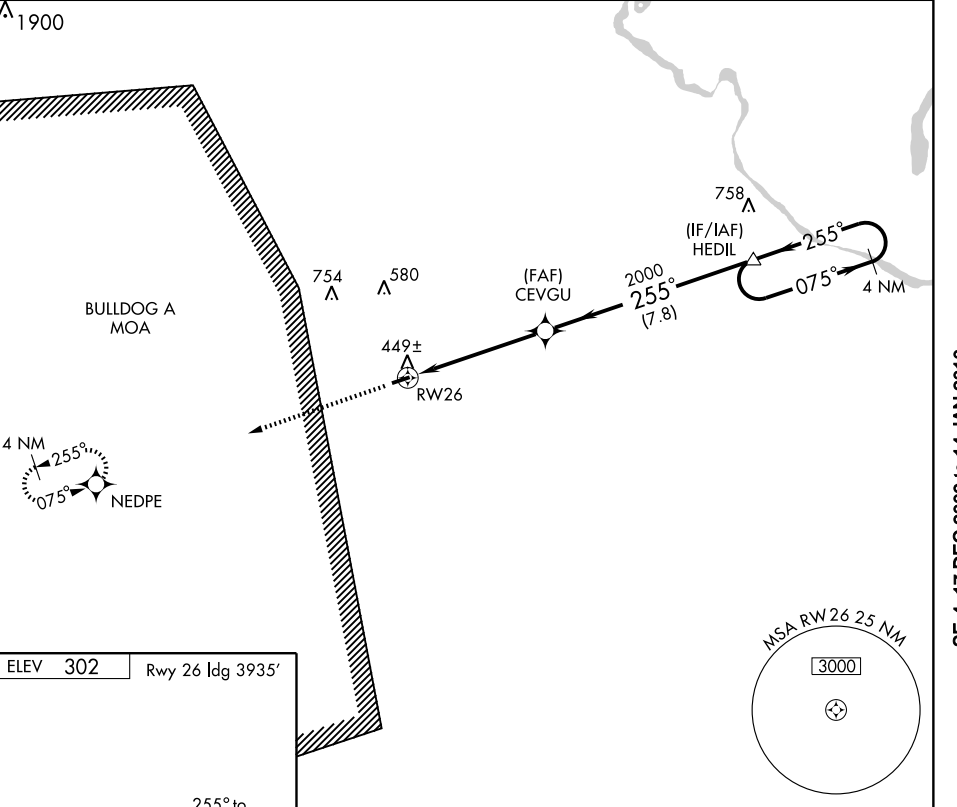 1900
758
(IF/IAF)
HEDIL
255°
075°
4 NM
(FAF)
CEVGU
2000
255°
(7.8)
754
580
BULLDOG A
MOA
449±
RW26
4 NM
255°
075°
NEDPE
MSA RW26 25 NM
3000
ELEV 302
Rwy 26 ldg 3935'
255° to